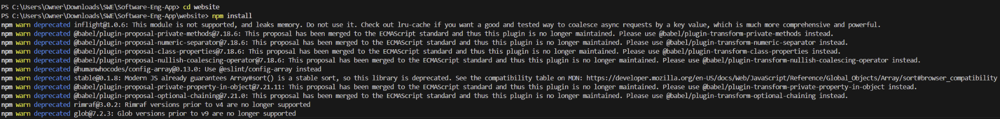 PS C:\Users\Owner\Downloads\SWE\Software-Eng-App> cd website
PS C:\Users\Owner\Downloads\SWE\Software-Eng-App\website> npm install
npm warn deprecated inflight@1.0.6: This module is not supported, and leaks memory. Do not use it. Check out lru-cache if you want a good and tested way to coalesce async requests by a key value, which is much more comprehensive and powerful.
npm warn deprecated @babel/plugin-proposal-private-methods@7.18.6: This proposal has been merged to the ECMAScript standard and thus this plugin is no longer maintained. Please use @babel/plugin-transform-private-methods instead.
npm warn deprecated @babel/plugin-proposal-numeric-separator@7.18.6: This proposal has been merged to the ECMAScript standard and thus this plugin is no longer maintained. Please use @babel/plugin-transform-numeric-separator instead.
npm warn deprecated @babel/plugin-proposal-class-properties@7.18.6: This proposal has been merged to the ECMAScript standard and thus this plugin is no longer maintained. Please use @babel/plugin-transform-class-properties instead.
npm warn deprecated @babel/plugin-proposal-nullish-coalescing-operator@7.18.6: This proposal has been merged to the ECMAScript standard and thus this plugin is no longer maintained. Please use @babel/plugin-transform-nullish-coalescing-operator instead.
npm warn deprecated @humanwhocodes/config-array@0.13.0: Use @eslint/config-array instead
npm warn deprecated stable@0.1.8: Modern JS already guarantees Array#sort() is a stable sort, so this library is deprecated. See the compatibility table on MDN: https://developer.mozilla.org/en-US/docs/Web/JavaScript/Reference/Global_Objects/Array/sort#browser_compatibility
npm warn deprecated @babel/plugin-proposal-private-property-in-object@7.21.11: This proposal has been merged to the ECMAScript standard and thus this plugin is no longer maintained. Please use @babel/plugin-transform-private-property-in-object instead.
npm warn deprecated @babel/plugin-proposal-optional-chaining@7.21.0: This proposal has been merged to the ECMAScript standard and thus this plugin is no longer maintained. Please use @babel/plugin-transform-optional-chaining instead.
npm warn deprecated rimraf@3.0.2: Rimraf versions prior to v4 are no longer supported
npm warn deprecated glob@7.2.3: Glob versions prior to v9 are no longer supported